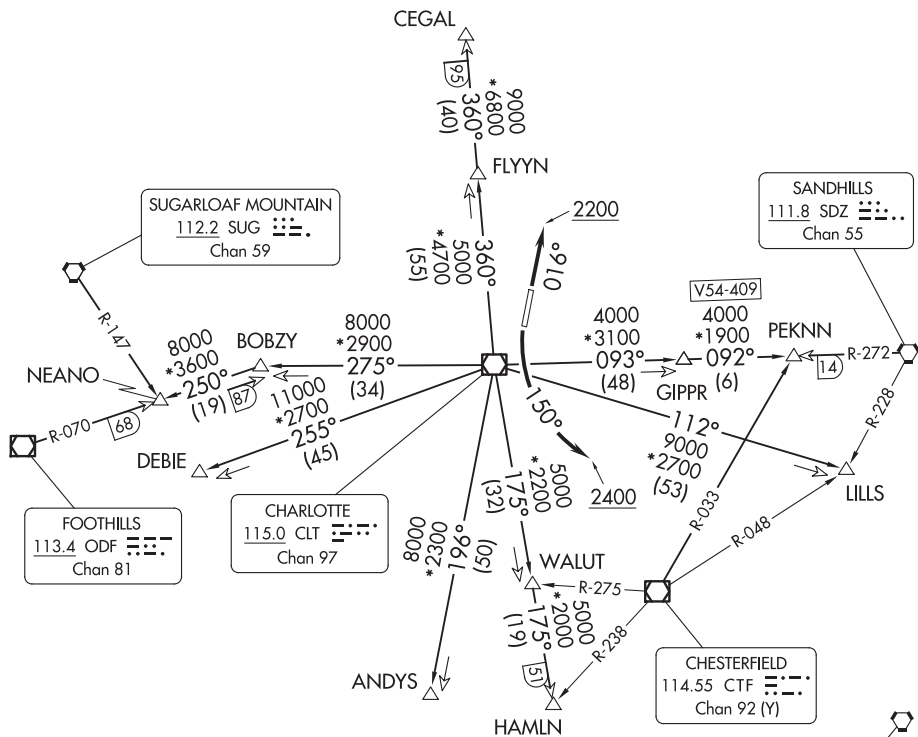 CEGAL
95
360°
(40)
9000
*6800
FLYYN
SUGARLOAF MOUNTAIN
112.2 SUG
Chan 59
SANDHILLS
111.8 SDZ
Chan 55
2200
016°
360°
5000
*4700
(55)
R-147
V54-409
BOBZY
8000
*2900
275°
(34)
4000
*3100
093°
(48)
4000
*1900
092°
(6)
PEKNN
14
R-272
NEANO
8000
*3600
250°
(19)
87
GIPPR
R-228
R-070
68
11000
*2700
255°
(45)
150°
112°
9000
*2700
(53)
DEBIE
2400
LILLS
FOOTHILLS
113.4 ODF
Chan 81
CHARLOTTE
115.0 CLT
Chan 97
5000
*2200
175°
(32)
R-033
R-048
8000
*2300
196°
(50)
WALUT
R-275
5000
*2000
175°
(19)
R-238
51
CHESTERFIELD
114.55 CTF
Chan 92 (Y)
ANDYS
HAMLN